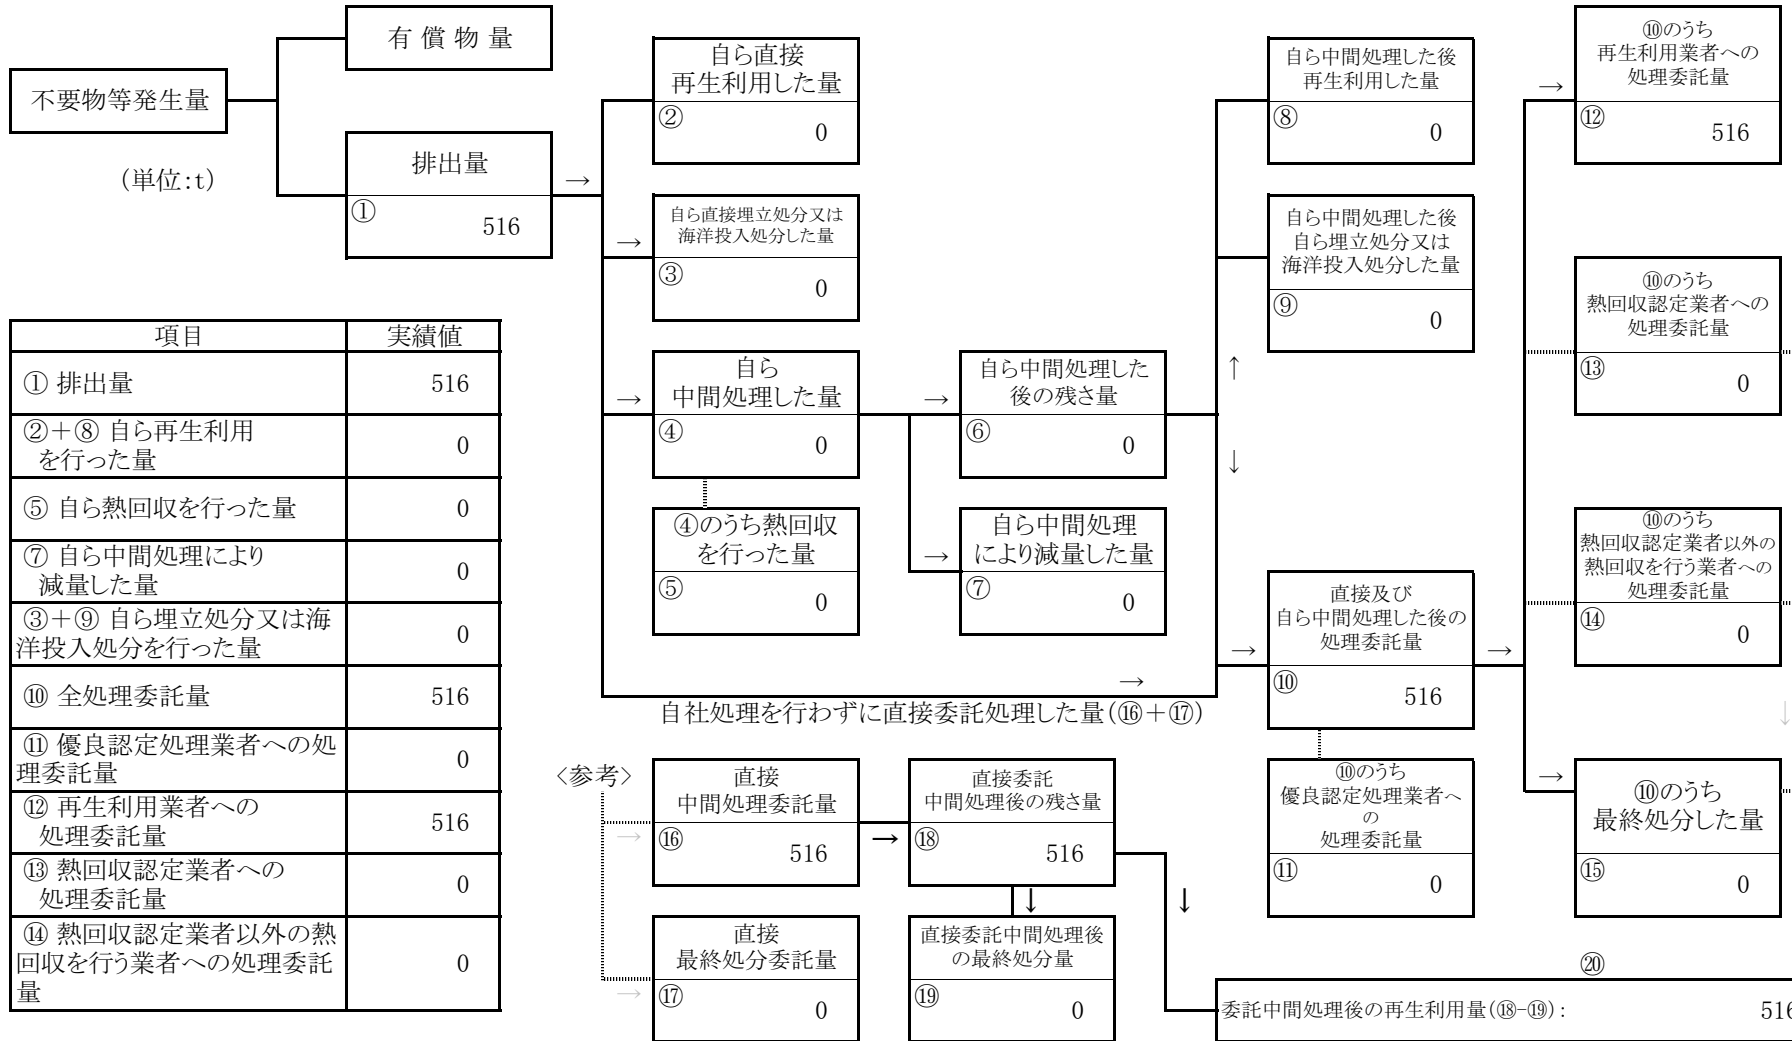 有 償 物 量
不要物等発生量
(単位:t)
排出量
①
516
→
自ら直接
再生利用した量
②
0
→
自ら直接埋立処分又は
海洋投入処分した量
③
0
→
自ら
中間処理した量
④
0
④のうち熱回収
を行った量
⑤
0
→
自ら中間処理した
後の残さ量
⑥
0
→
自ら中間処理
により減量した量
⑦
0
↑
↓
自ら中間処理した後
再生利用した量
⑧
0
自ら中間処理した後
自ら埋立処分又は
海洋投入処分した量
⑨
0
→
自社処理を行わずに直接委託処理した量(⑯+⑰)
→
直接及び
自ら中間処理した後の
処理委託量
⑩
516
⑩のうち
優良認定処理業者へ
の
処理委託量
⑪
0
→
→
⑩のうち
再生利用業者への
処理委託量
⑫
516
⑩のうち
熱回収認定業者への
処理委託量
⑬
0
⑩のうち
熱回収認定業者以外の
熱回収を行う業者への
処理委託量
⑭
0
↓
→
⑩のうち
最終処分した量
⑮
0
項目 実績値
① 排出量 516
②+⑧ 自ら再生利用
を行った量 0
⑤ 自ら熱回収を行った量 0
⑦ 自ら中間処理により
減量した量 0
③+⑨ 自ら埋立処分又は海
洋投入処分を行った量 0
⑩ 全処理委託量 516
⑪ 優良認定処理業者への処
理委託量 0
⑫ 再生利用業者への
処理委託量 516
⑬ 熱回収認定業者への
処理委託量 0
⑭ 熱回収認定業者以外の熱
回収を行う業者への処理委託
量 0
<参考>
→
直接
中間処理委託量
⑯
516
→
直接委託
中間処理後の残さ量
⑱
516
↓
↓
→
直接
最終処分委託量
⑰
0
直接委託中間処理後
の最終処分量
⑲
0
⑳
委託中間処理後の再生利用量(⑱-⑲): 516